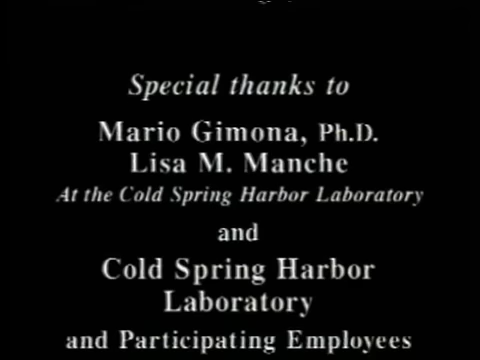 Special thanks to
Mario Gimona, Ph.D.
Lisa M. Manche
At the Cold Spring Harbor Laboratory
and
Cold Spring Harbor
Laboratory
and Participating Employees